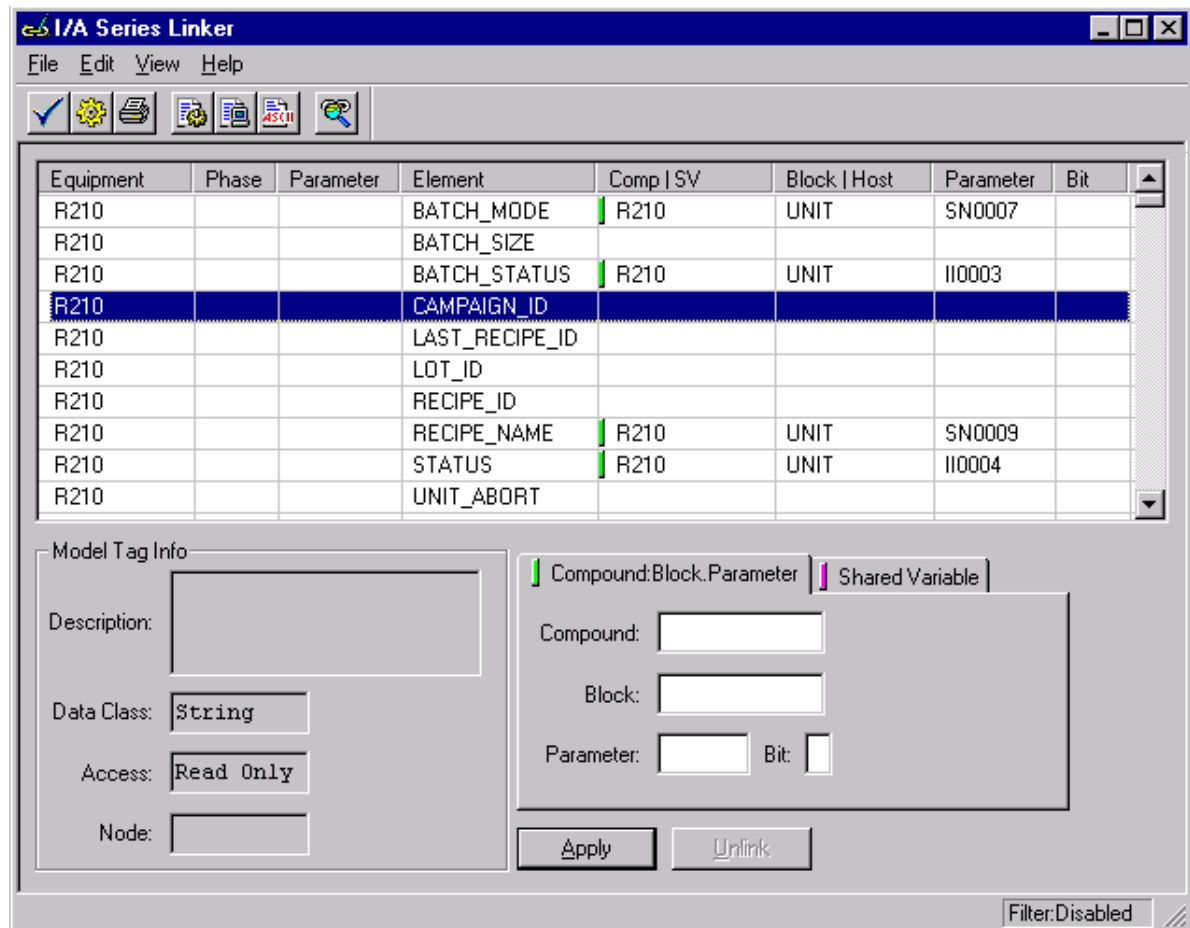 I/A Series Linker
File Edit View Help
ASCII
Equipment Phase Parameter Element Comp | SV Block | Host Parameter Bit
R210 BATCH_MODE R210 UNIT SN0007
R210 BATCH_SIZE
R210 BATCH_STATUS R210 UNIT II0003
R210 CAMPAIGN_ID
R210 LAST_RECIPE_ID
R210 LOT_ID
R210 RECIPE_ID
R210 RECIPE_NAME R210 UNIT SN0009
R210 STATUS R210 UNIT II0004
R210 UNIT_ABORT
Model Tag Info
Description:
Data Class: String
Access: Read Only
Node:
Compound:Block.Parameter Shared Variable
Compound:
Block:
Parameter: Bit:
Apply Unlink
Filter:Disabled